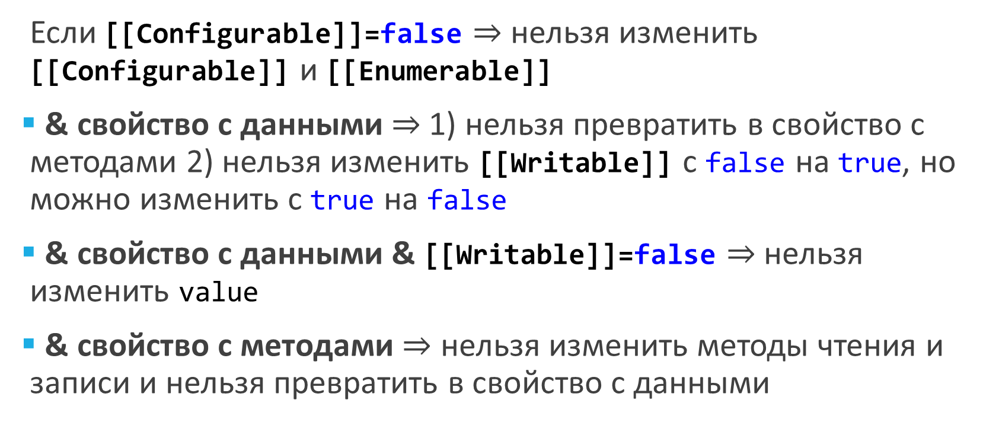 Если [[Configurable]]=false ⇒ нельзя изменить
[[Configurable]] и [[Enumerable]]
▪ & свойство с данными ⇒ 1) нельзя превратить в свойство с
методами 2) нельзя изменить [[Writable]] с false на true, но
можно изменить с true на false
▪ & свойство с данными & [[Writable]]=false ⇒ нельзя
изменить value
▪ & свойство с методами ⇒ нельзя изменить методы чтения и
записи и нельзя превратить в свойство с данными